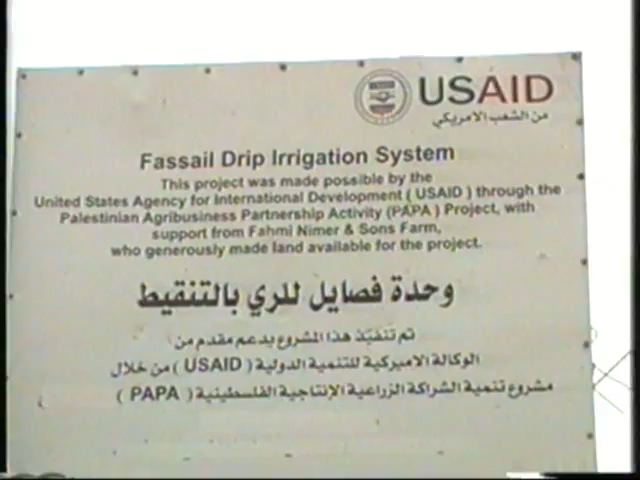 USAID
من الشعب الامريكي
Fassail Drip Irrigation System
This project was made possible by the
United States Agency for International Development ( USAID ) through the
Palestinian Agribusiness Partnership Activity (PAPA ) Project, with
support from Fahmi Nimer & Sons Farm,
who generously made land available for the project.
وحدة فصايل للري بالتنقيط
تم تنفيذ هذا المشروع بدعم مقدم من
الوكالة الاميركية للتنمية الدولية ( USAID ) من خلال
مشروع تنمية الشراكة الزراعية الإنتاجية الفلسطينية ( PAPA )